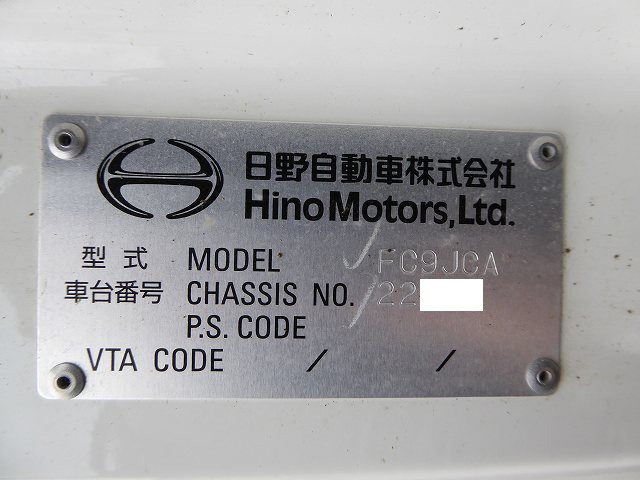 日野自動車株式会社
Hino Motors, Ltd.
型式 MODEL FC9JCA
車台番号 CHASSIS NO. 22
P.S. CODE
VTA CODE / /